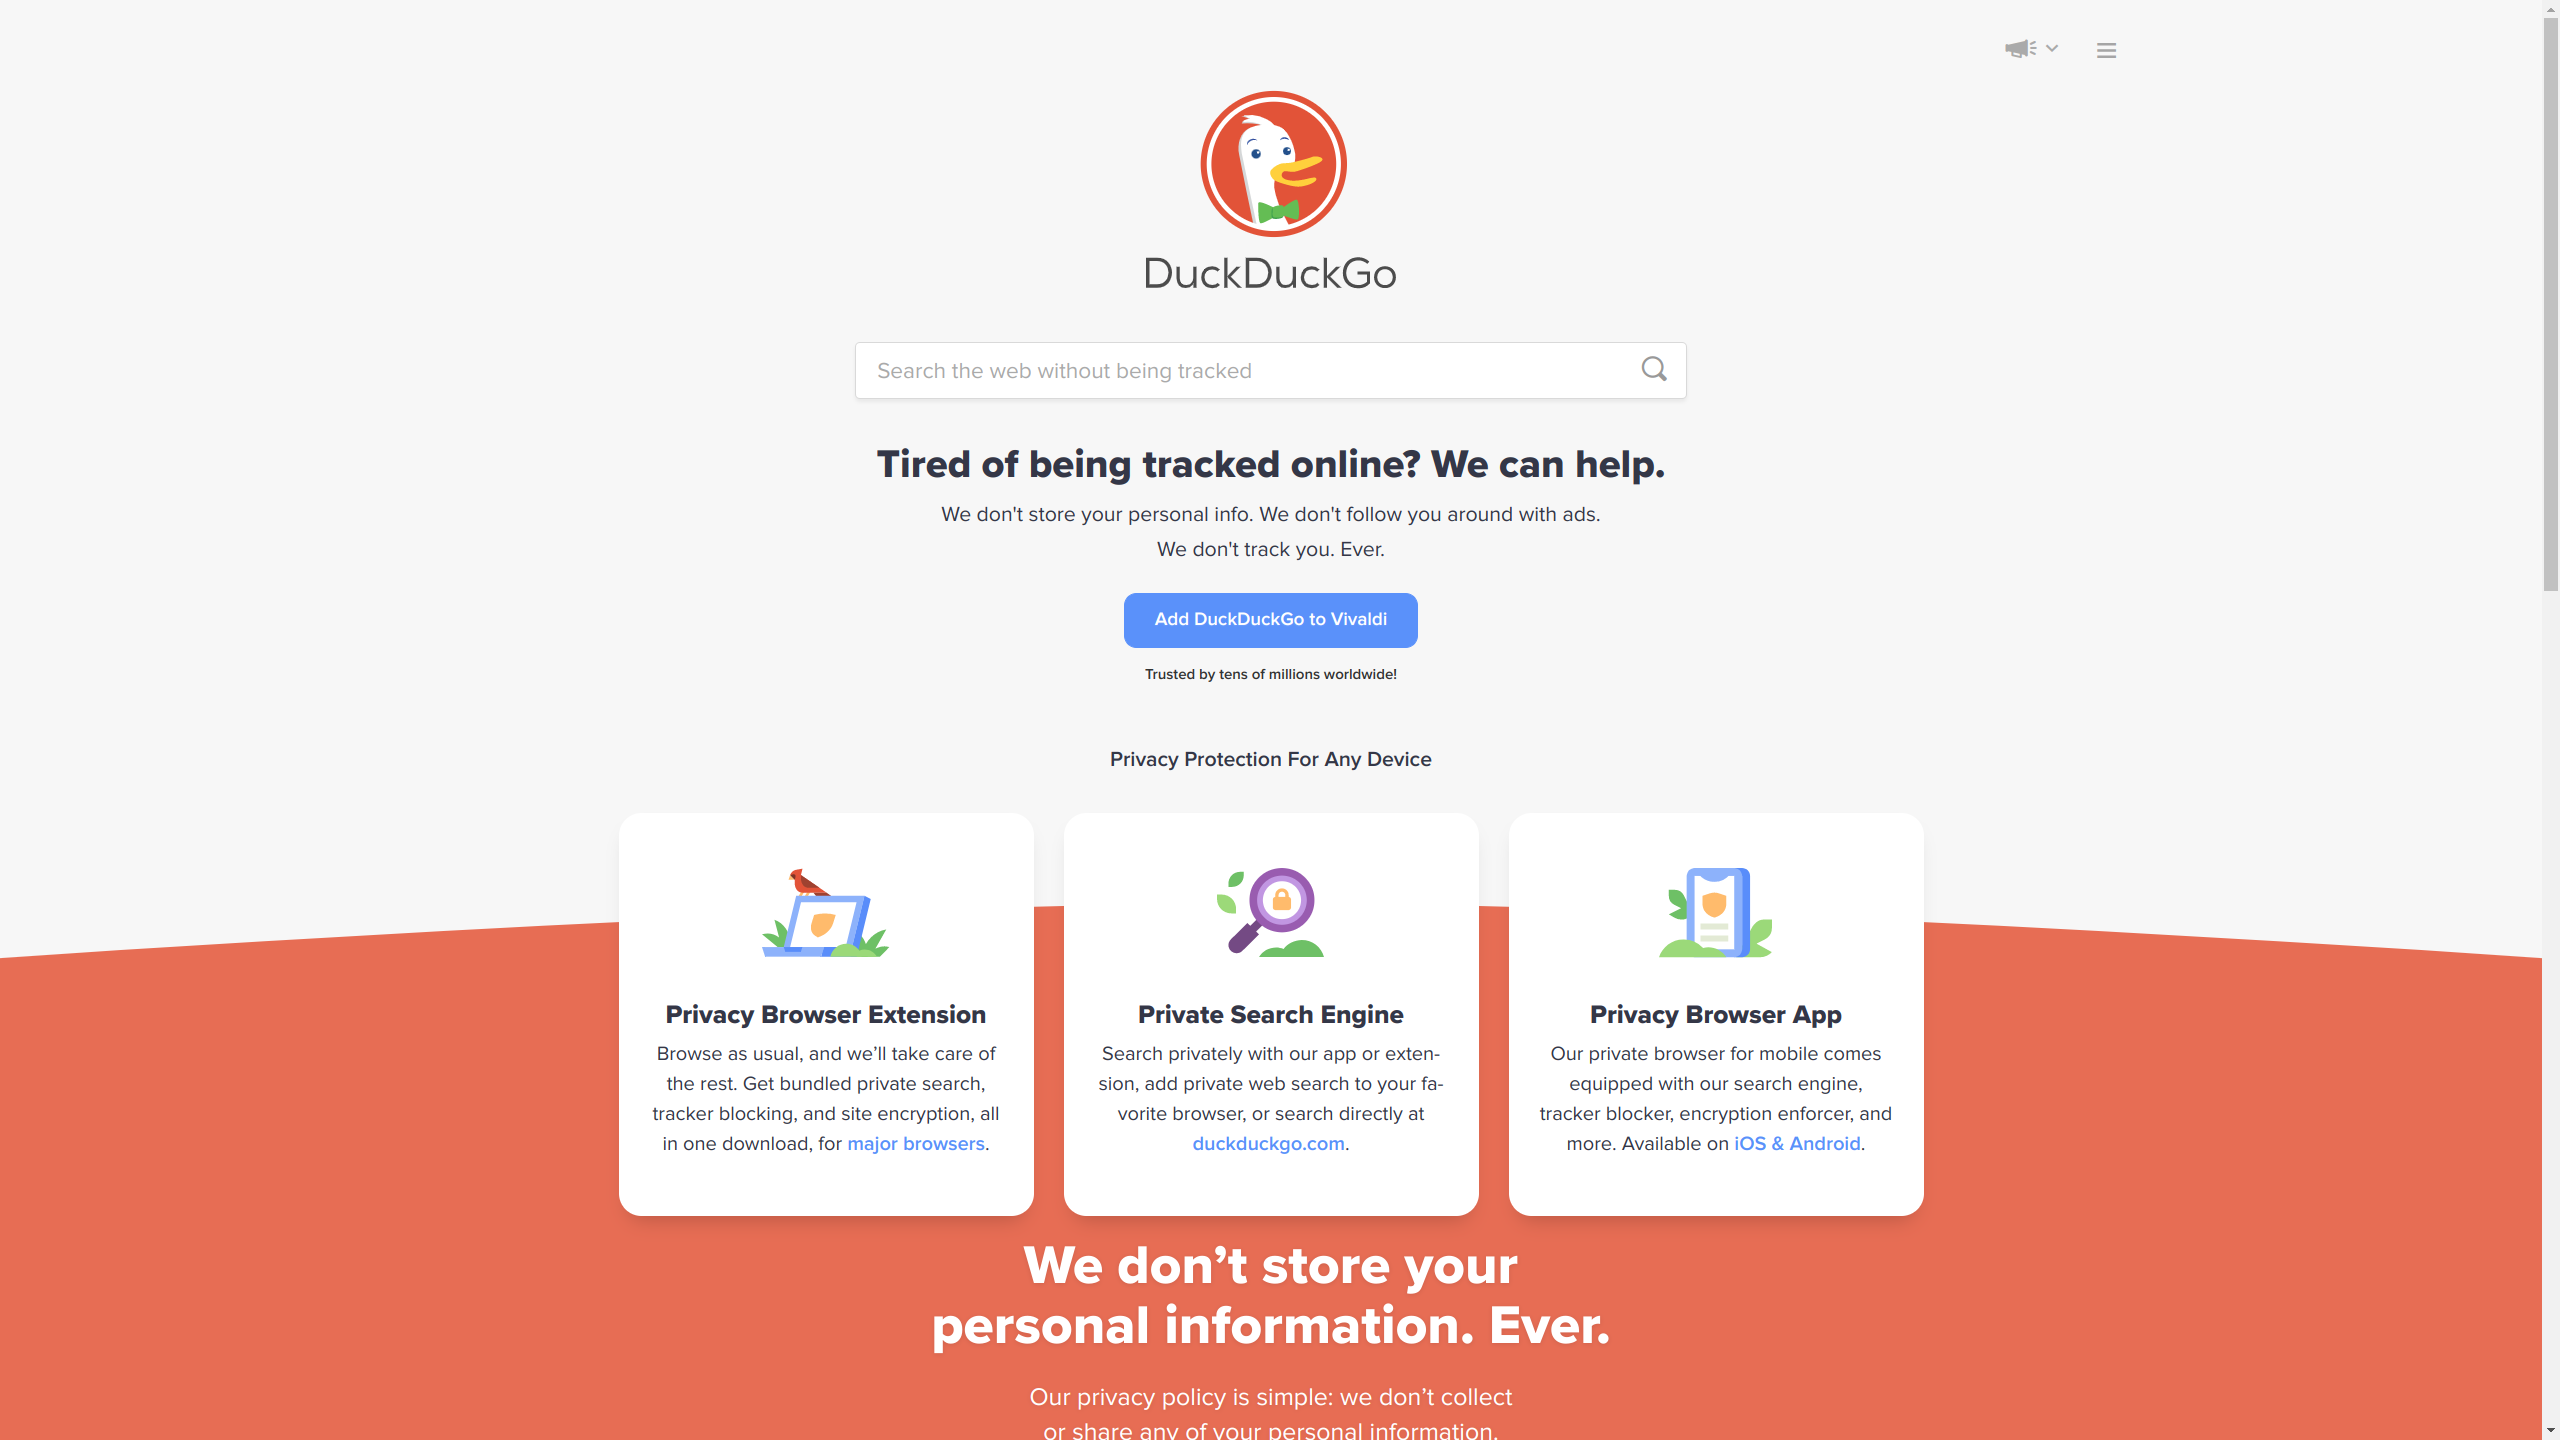 DuckDuckGo
Search the web without being tracked
Tired of being tracked online? We can help.
We don't store your personal info. We don't follow you around with ads.
We don't track you. Ever.
Add DuckDuckGo to Vivaldi
Trusted by tens of millions worldwide!
Privacy Protection For Any Device
Privacy Browser Extension
Browse as usual, and we’ll take care of
the rest. Get bundled private search,
tracker blocking, and site encryption, all
in one download, for major browsers.
Private Search Engine
Search privately with our app or exten-
sion, add private web search to your fa-
vorite browser, or search directly at
duckduckgo.com.
Privacy Browser App
Our private browser for mobile comes
equipped with our search engine,
tracker blocker, encryption enforcer, and
more. Available on iOS & Android.
We don’t store your
personal information. Ever.
Our privacy policy is simple: we don’t collect
or share any of your personal information.